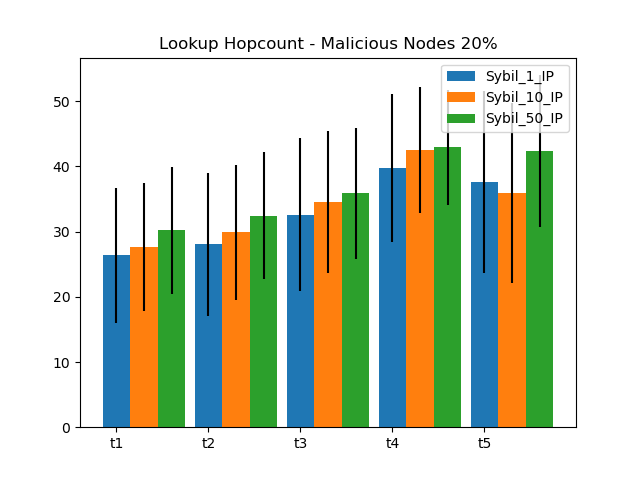 Lookup Hopcount - Malicious Nodes 20%
Sybil_1_IP
Sybil_10_IP
Sybil_50_IP
50
40
30
20
10
0
t1 t2 t3 t4 t5